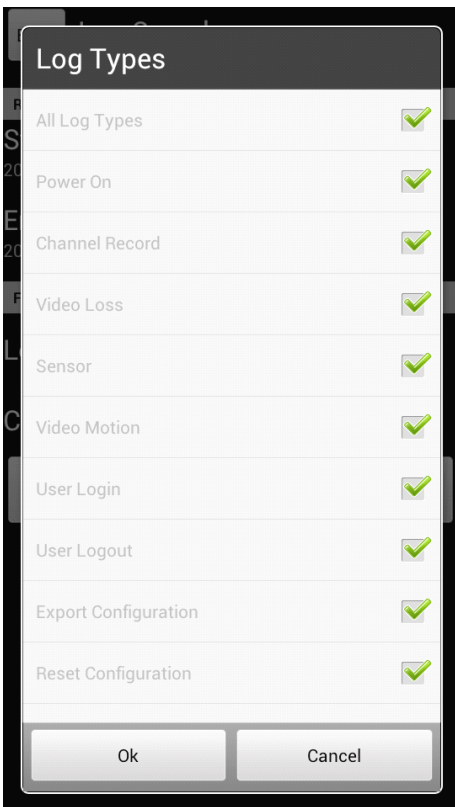 Log Types
All Log Types
Power On
Channel Record
Video Loss
Sensor
Video Motion
User Login
User Logout
Export Configuration
Reset Configuration
Ok
Cancel